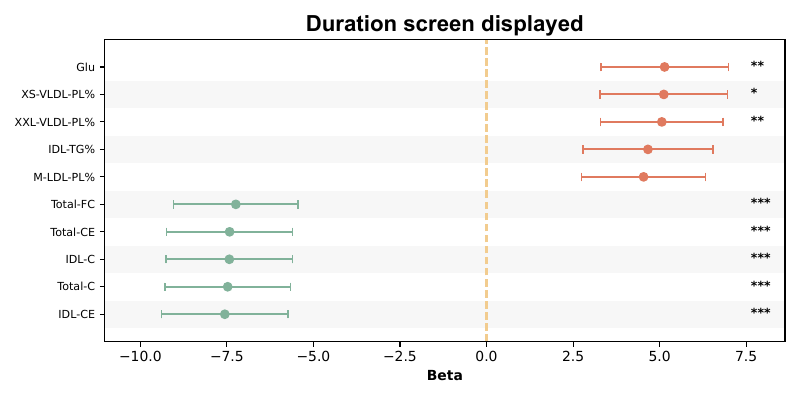 Duration screen displayed
Glu **
XS-VLDL-PL% *
XXL-VLDL-PL% **
IDL-TG%
M-LDL-PL%
Total-FC ***
Total-CE ***
IDL-C ***
Total-C ***
IDL-CE ***
−10.0 −7.5 −5.0 −2.5 0.0 2.5 5.0 7.5
Beta